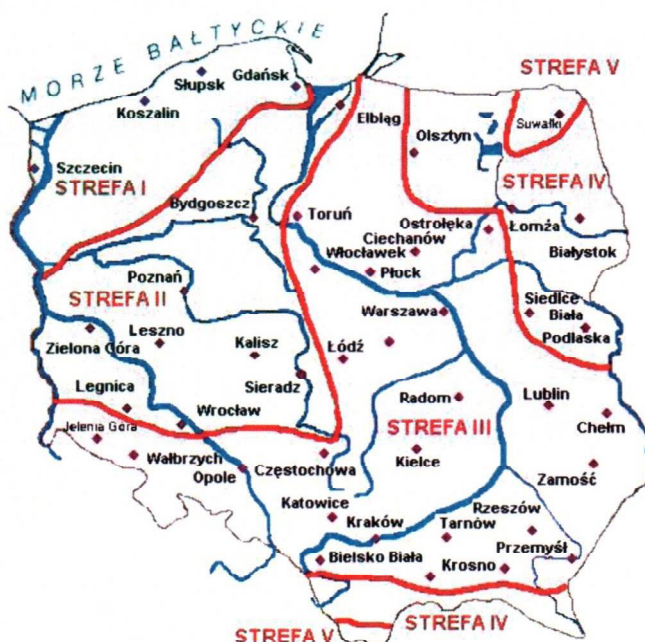 MORZE BAŁTYCKIE
STREFA V
Słupsk
Gdańsk
Koszalin
Elbląg
Suwałki
Olsztyn
Szczecin
STREFA I
STREFA IV
Bydgoszcz
Toruń
Ostrołęka
Łomża
Ciechanów
Włocławek
Białystok
Płock
Poznań
STREFA II
Warszawa
Siedlce
Biała
Podlaska
Leszno
Zielona Góra
Kalisz
Łódź
Legnica
Sieradz
Radom
Lublin
Wrocław
STREFA III
Chełm
Jelenia Góra
Wałbrzych
Opole
Częstochowa
Kielce
Zamość
Katowice
Rzeszów
Kraków
Tarnów
Przemyśl
Bielsko Biała
Krosno
STREFA IV
STREFA V